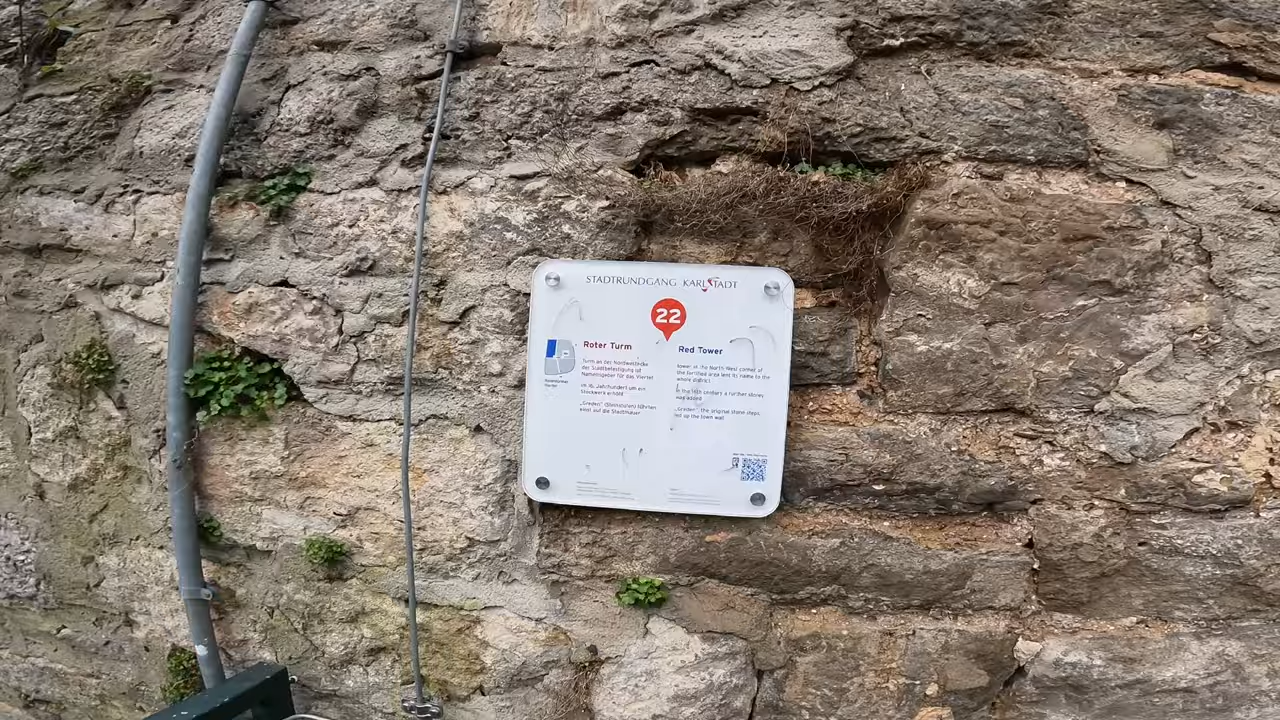 STADTRUNDGANG KARLSTADT
22
Roter Turm
Turm an der Nordwestecke
der Stadtbefestigung ist
Namensgeber für das Viertel
im 16. Jahrhundert um ein
Stockwerk erhöht
"Greden" (Steinstufen) führten
einst auf die Stadtmauer
Red Tower
tower in the North West corner of
the fortified area lent its name to the
whole district
in the 16th century a further storey
was added
"Greden", the original stone steps,
led up the town wall